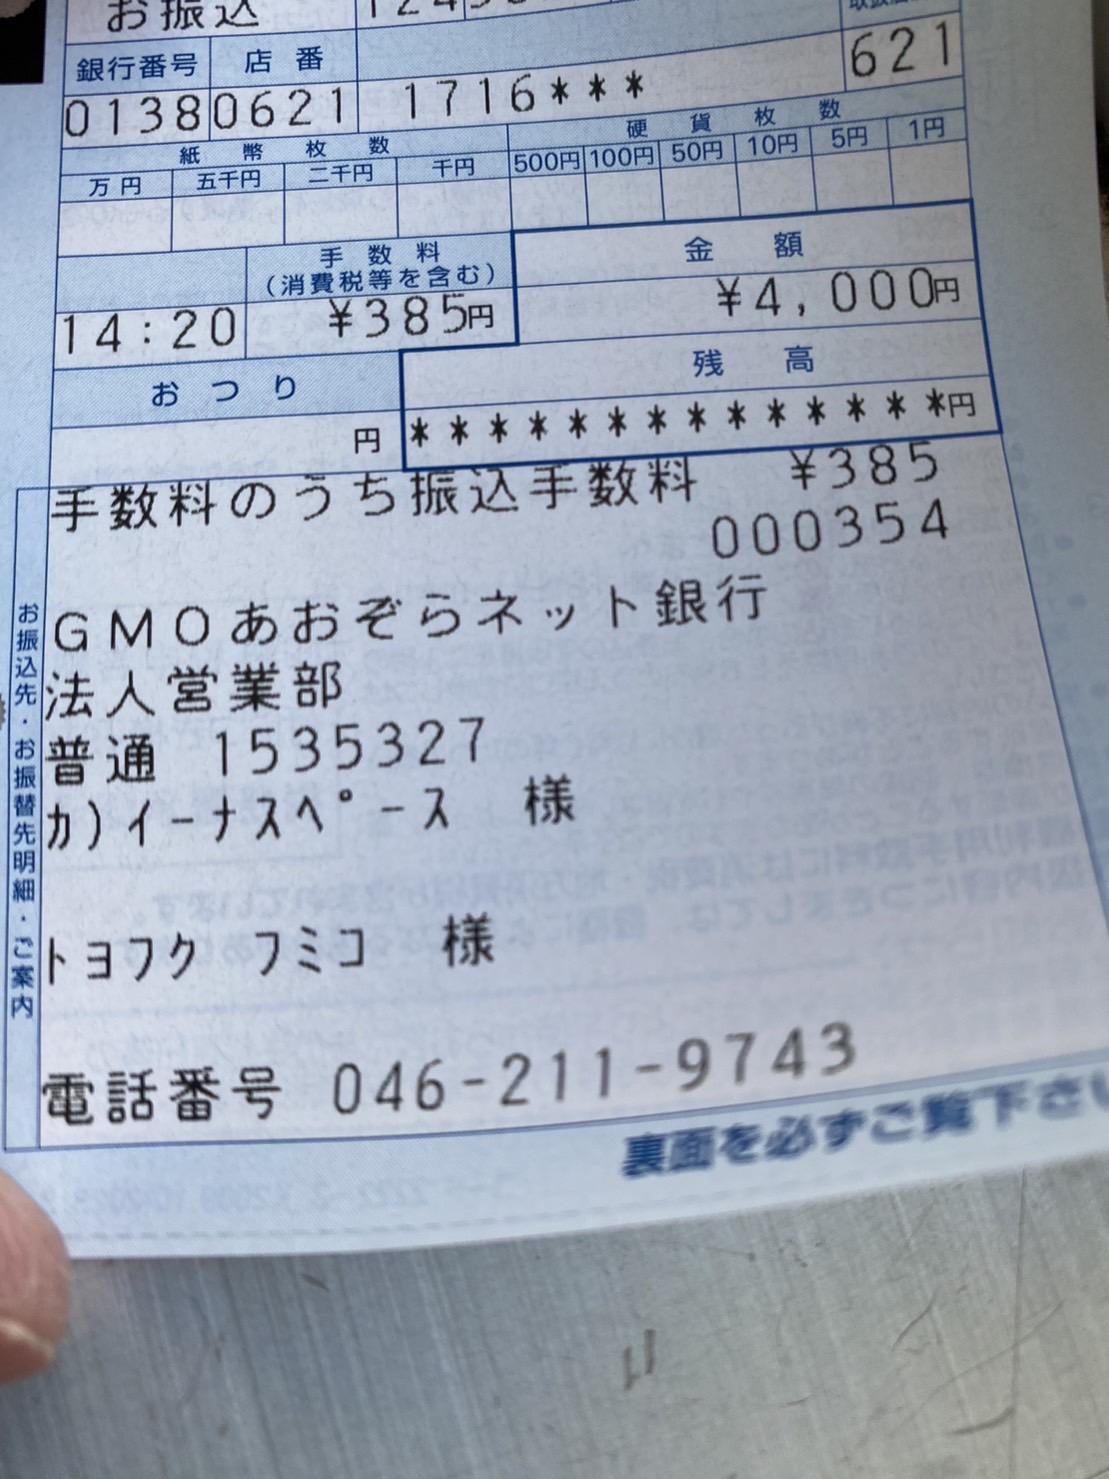 お振込
銀行番号 店番
0138 0621 1716*** 621
紙幣枚数 硬貨枚数
万円 五千円 二千円 千円 500円 100円 50円 10円 5円 1円
手数料 金額
(消費税等を含む)
14:20 ¥385円 ¥4,000円
おつり 残高
円 **************円
手数料のうち振込手数料 ¥385
000354
GMOあおぞらネット銀行
法人営業部
普通 1535327
カ)イーナスペース 様
トヨフク フミコ 様
電話番号 046-211-9743
お振込先・お振替先明細・ご案内
裏面を必ずご覧下さい